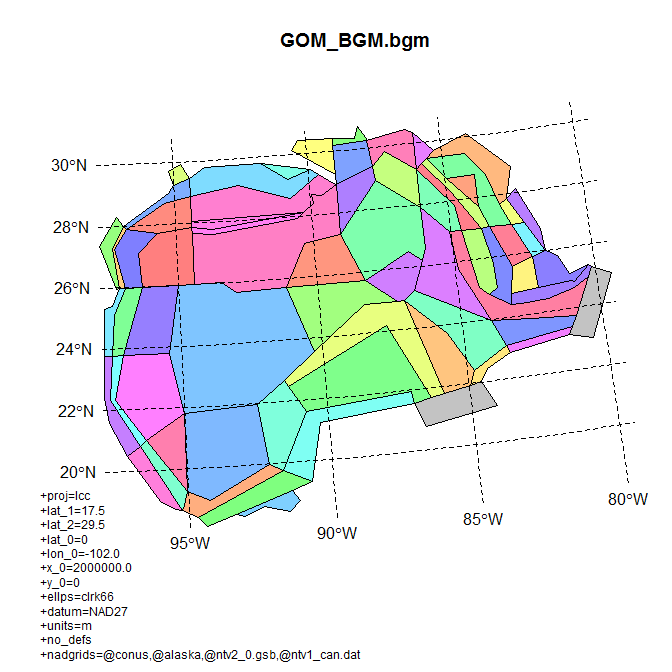 GOM_BGM.bgm
30°N
28°N
26°N
24°N
22°N
20°N
95°W
90°W
85°W
80°W
+proj=lcc
+lat_1=17.5
+lat_2=29.5
+lat_0=0
+lon_0=-102.0
+x_0=2000000.0
+y_0=0
+ellps=clrk66
+datum=NAD27
+units=m
+no_defs
+nadgrids=@conus,@alaska,@ntv2_0.gsb,@ntv1_can.dat